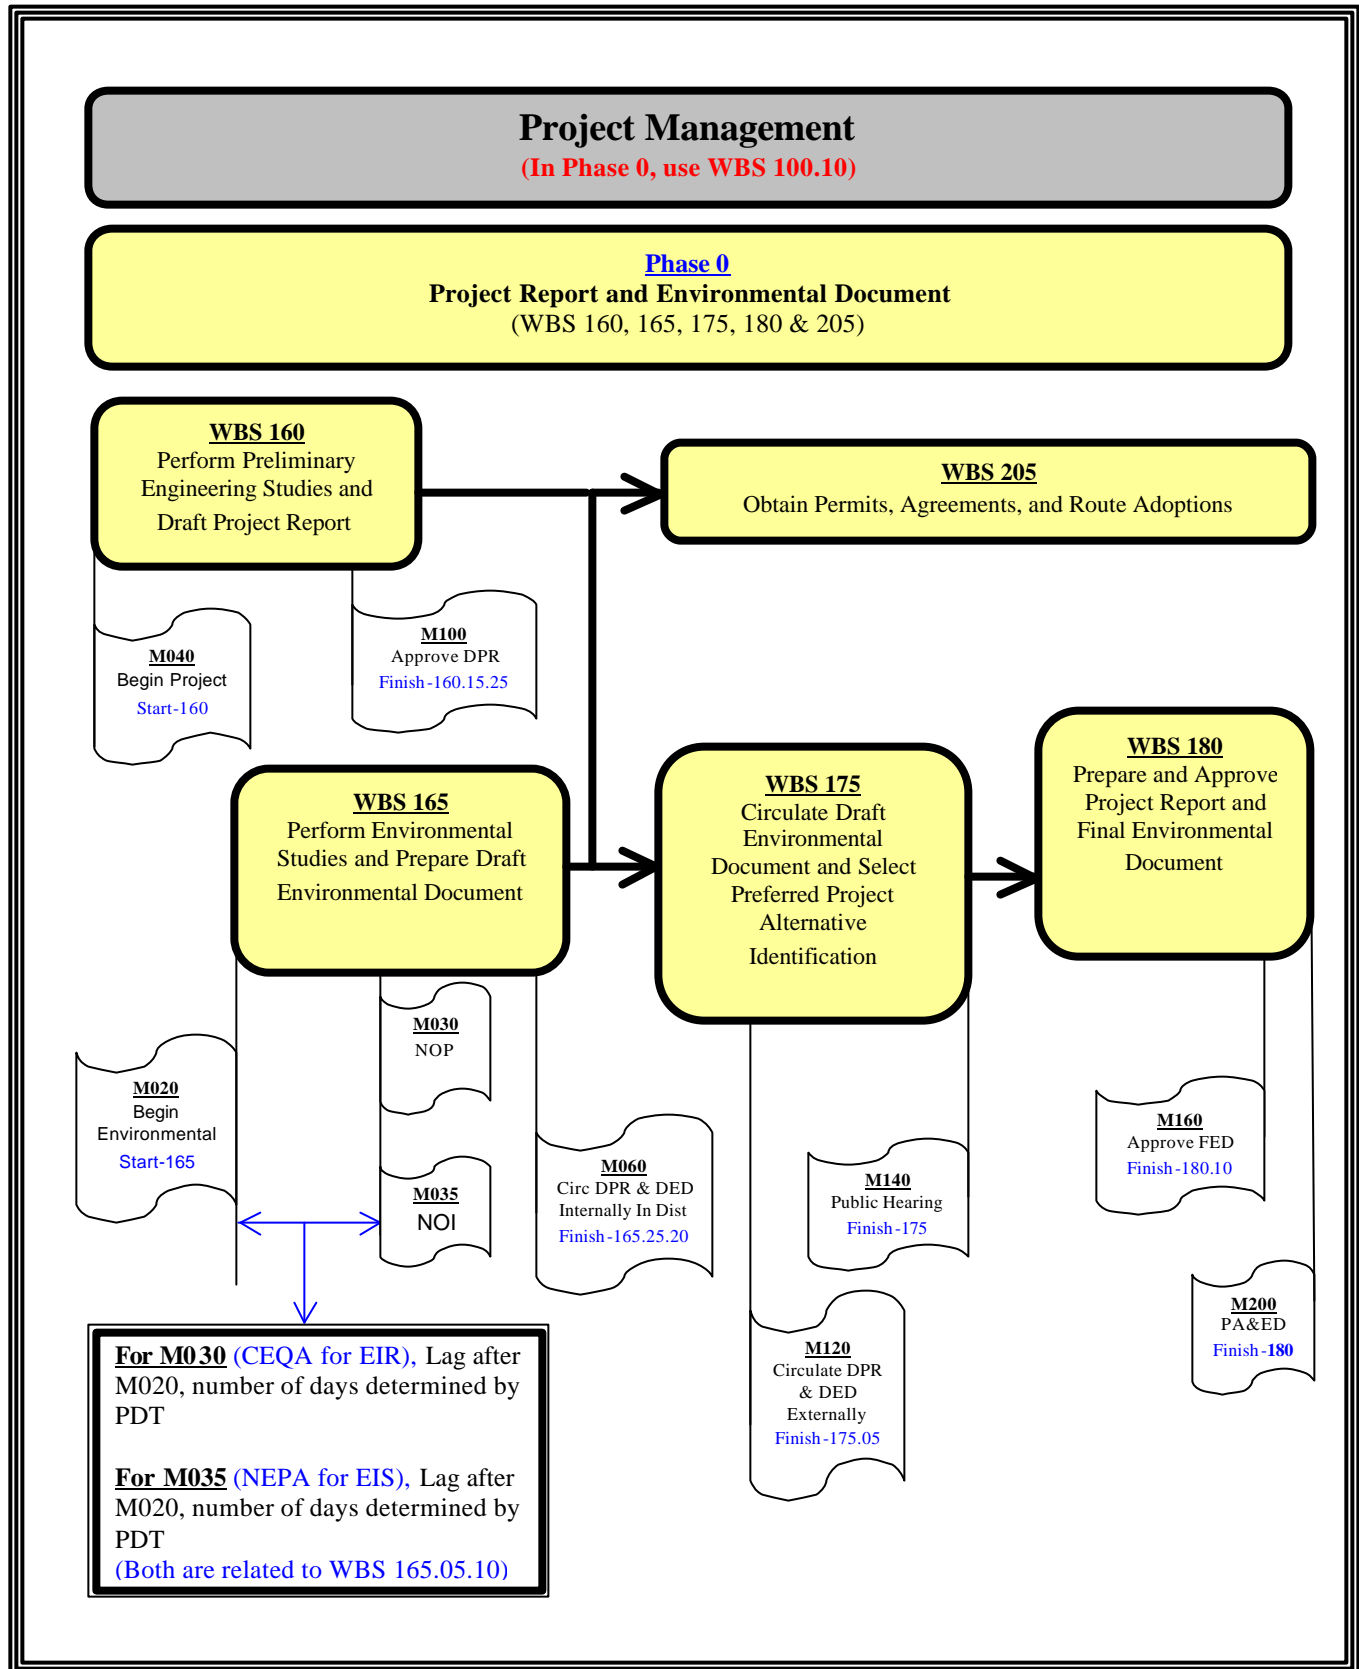 Project Management
(In Phase 0, use WBS 100.10)
Phase 0
Project Report and Environmental Document
(WBS 160, 165, 175, 180 & 205)
WBS 160
Perform Preliminary
Engineering Studies and
Draft Project Report
WBS 205
Obtain Permits, Agreements, and Route Adoptions
M040
Begin Project
Start-160
M100
Approve DPR
Finish-160.15.25
WBS 165
Perform Environmental
Studies and Prepare Draft
Environmental Document
WBS 175
Circulate Draft
Environmental
Document and Select
Preferred Project
Alternative
Identification
WBS 180
Prepare and Approve
Project Report and
Final Environmental
Document
M020
Begin
Environmental
Start-165
M030
NOP
M035
NOI
M060
Circ DPR & DED
Internally In Dist
Finish-165.25.20
M140
Public Hearing
Finish-175
M160
Approve FED
Finish-180.10
M120
Circulate DPR
& DED
Externally
Finish-175.05
M200
PA&ED
Finish-180
For M030 (CEQA for EIR), Lag after
M020, number of days determined by
PDT
For M035 (NEPA for EIS), Lag after
M020, number of days determined by
PDT
(Both are related to WBS 165.05.10)